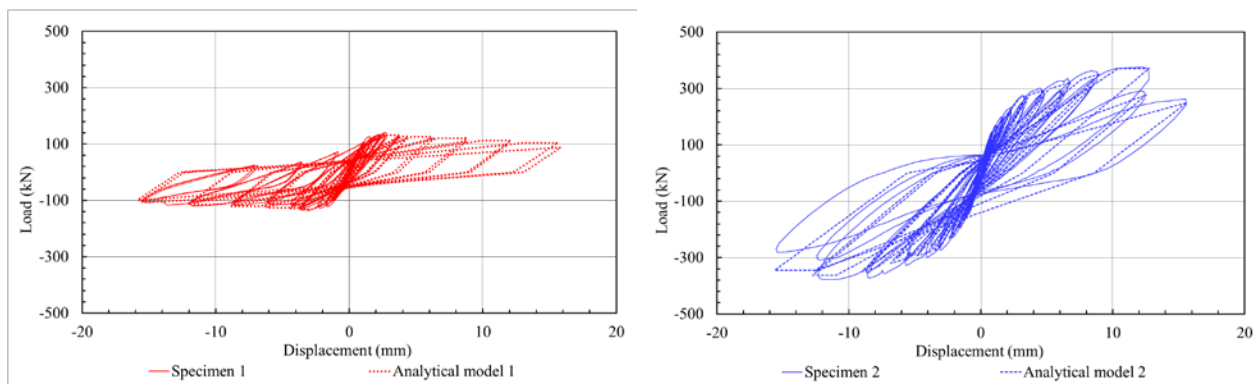 500
300
100
-100
-300
-500
Load (kN)
-20
-10
0
10
20
Displacement (mm)
Specimen 1
Analytical model 1
500
300
100
-100
-300
-500
Load (kN)
-20
-10
0
10
20
Displacement (mm)
Specimen 2
Analytical model 2